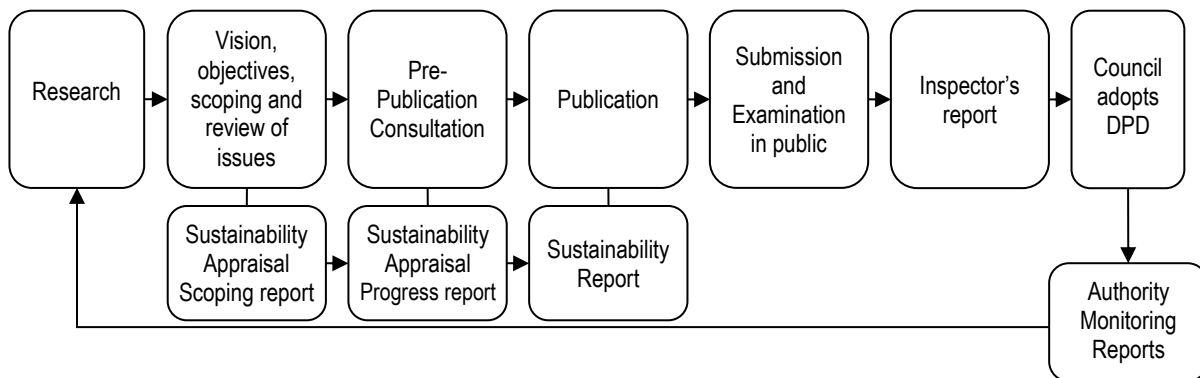 Research
Vision,
objectives,
scoping and
review of
issues
Pre-
Publication
Consultation
Publication
Submission
and
Examination
in public
Inspector's
report
Council
adopts
DPD
Sustainability
Appraisal
Scoping report
Sustainability
Appraisal
Progress report
Sustainability
Report
Authority
Monitoring
Reports